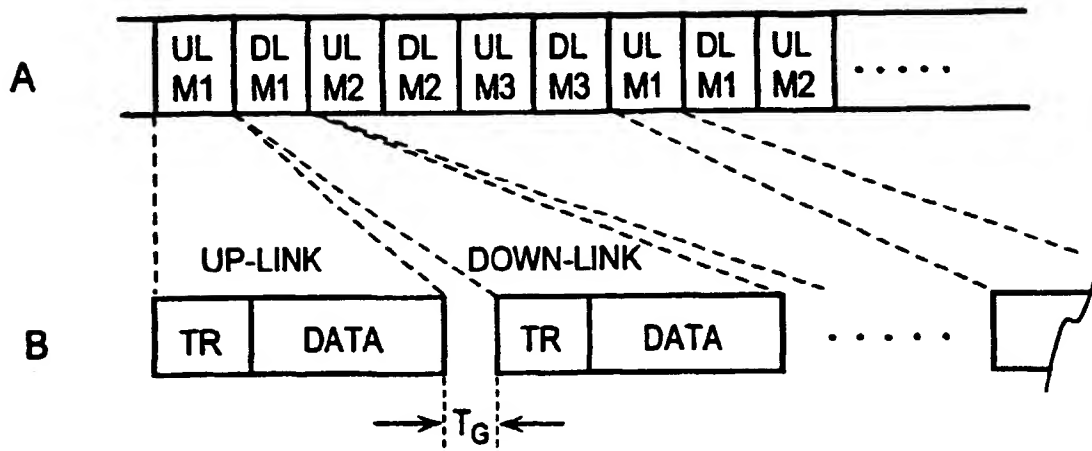 A
UL DL UL DL UL DL UL DL UL
M1 M1 M2 M2 M3 M3 M1 M1 M2
.....
UP-LINK DOWN-LINK
B
TR DATA TR DATA .....
TG